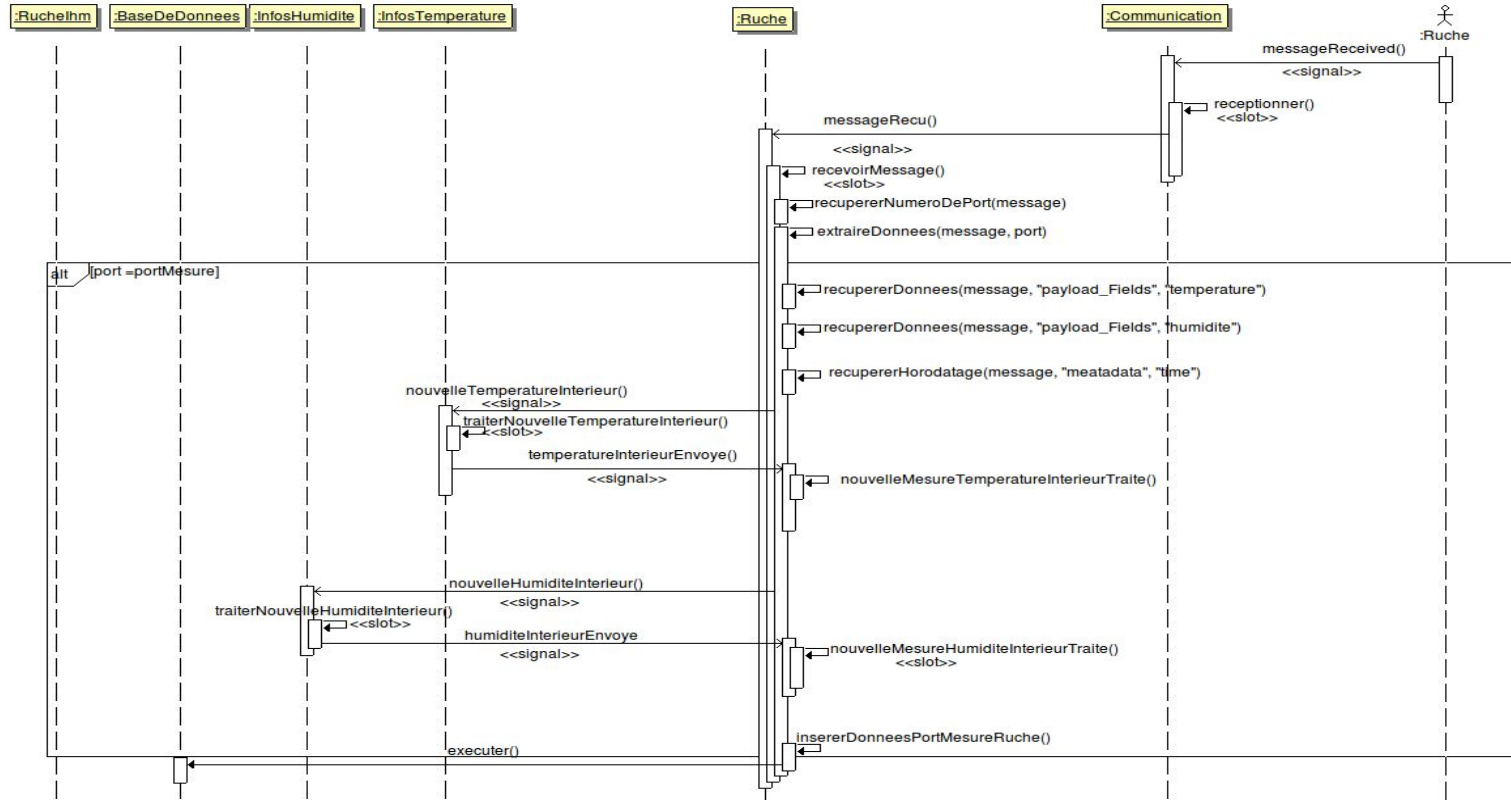 :RucheIhm
:BaseDeDonnees
:InfosHumidite
:InfosTemperature
:Ruche
:Communication
:Ruche
messageReceived()
<<signal>>
receptionner()
<<slot>>
messageRecu()
<<signal>>
recevoirMessage()
<<slot>>
recupererNumeroDePort(message)
extraireDonnees(message, port)
alt
[port =portMesure]
recupererDonnees(message, "payload_Fields", "temperature")
recupererDonnees(message, "payload_Fields", "humidite")
recupererHorodatage(message, "meatadata", "time")
nouvelleTemperatureInterieur()
<<signal>>
traiterNouvelleTemperatureInterieur()
<<slot>>
temperatureInterieurEnvoye()
<<signal>>
nouvelleMesureTemperatureInterieurTraite()
nouvelleHumiditeInterieur()
<<signal>>
traiterNouvelleHumiditeInterieur()
<<slot>>
humiditeInterieurEnvoye
<<signal>>
nouvelleMesureHumiditeInterieurTraite()
<<slot>>
insererDonneesPortMesureRuche()
executer()